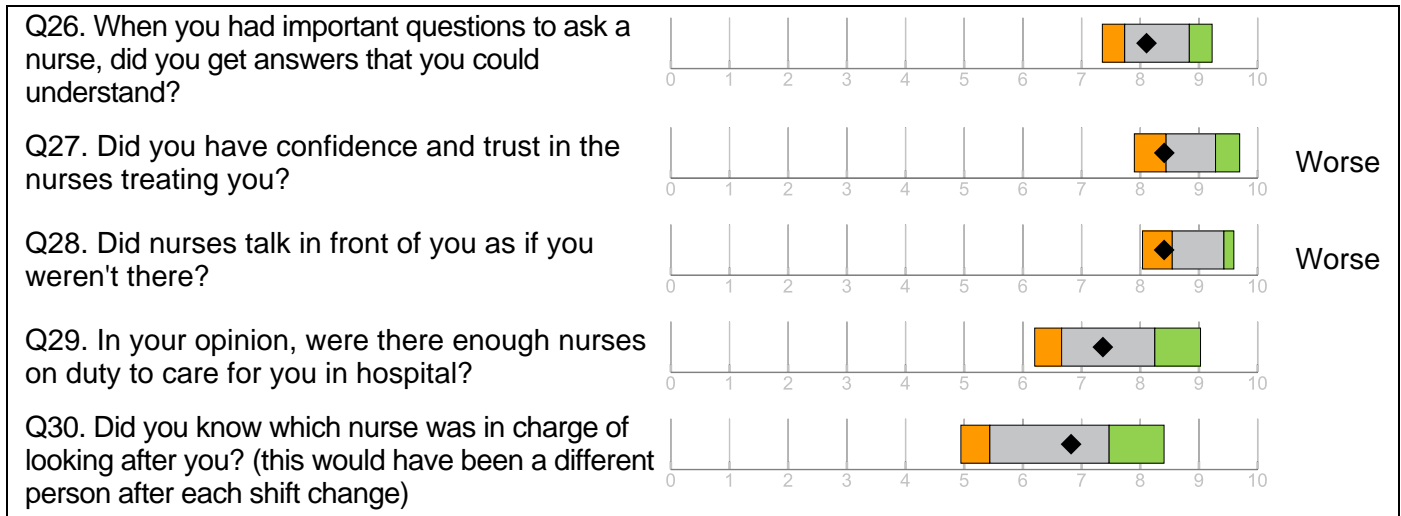 Q26. When you had important questions to ask a
nurse, did you get answers that you could
understand?
0 1 2 3 4 5 6 7 8 9 10
Q27. Did you have confidence and trust in the
nurses treating you?
Worse
0 1 2 3 4 5 6 7 8 9 10
Q28. Did nurses talk in front of you as if you
weren't there?
Worse
0 1 2 3 4 5 6 7 8 9 10
Q29. In your opinion, were there enough nurses
on duty to care for you in hospital?
0 1 2 3 4 5 6 7 8 9 10
Q30. Did you know which nurse was in charge of
looking after you? (this would have been a different
person after each shift change)
0 1 2 3 4 5 6 7 8 9 10